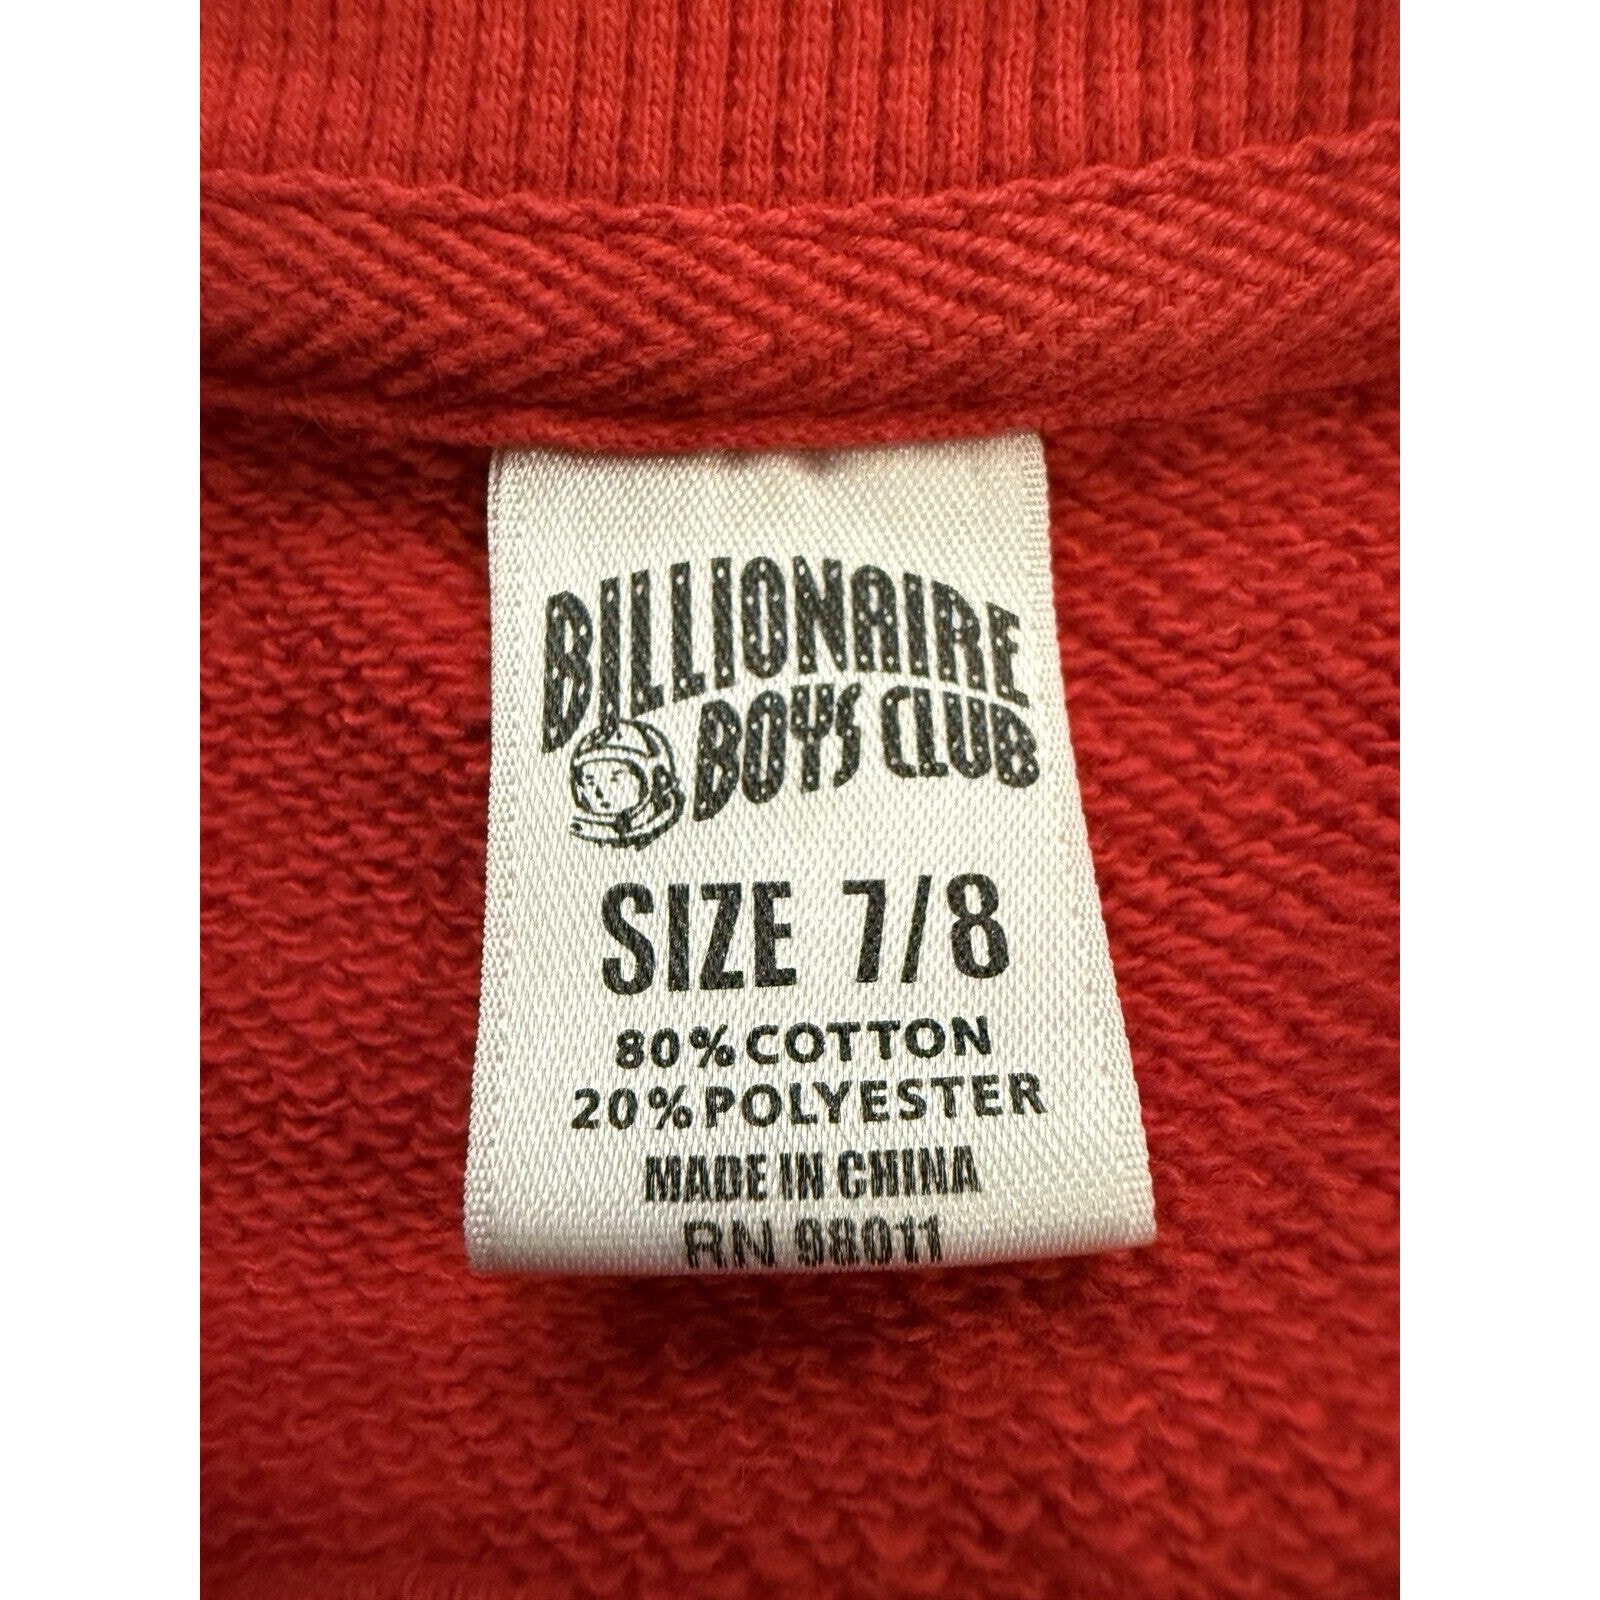 BILLIONAIRE
BOYS CLUB
SIZE 7/8
80% COTTON
20% POLYESTER
MADE IN CHINA
RN 98011